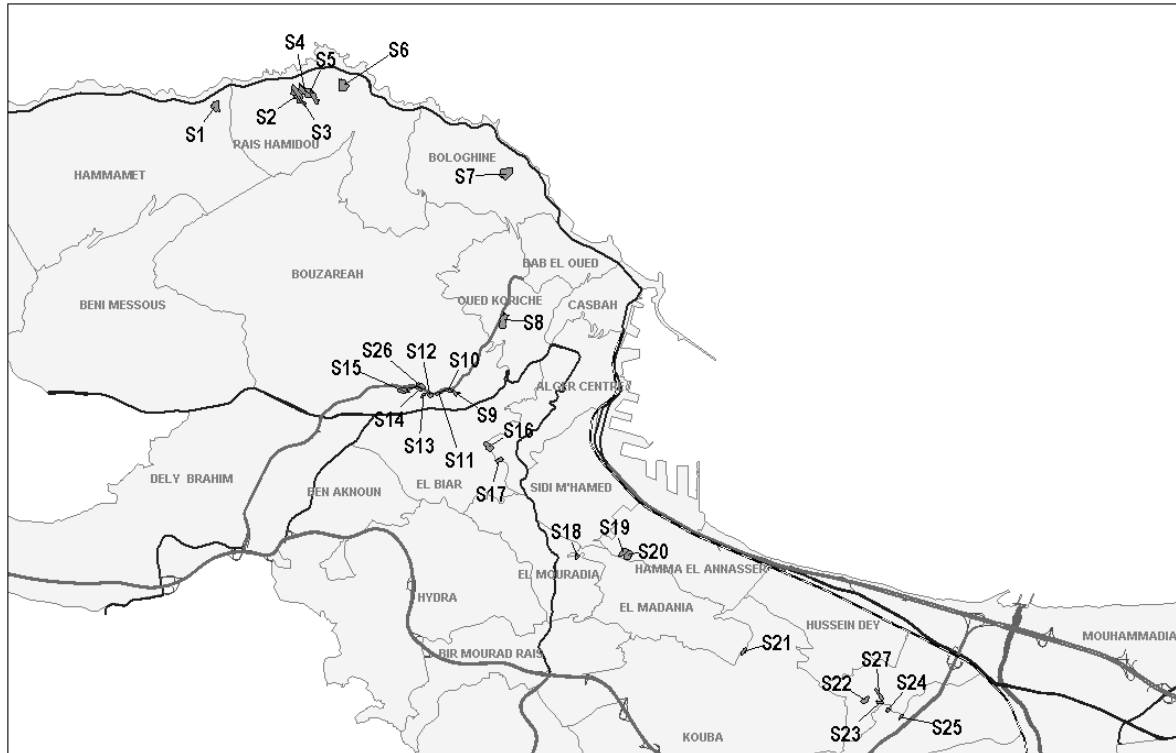 S4
S5
S6
S2
S3
S1
RAIS HAMIDOU
BOLOGHINE
HAMMAMET
S7
BAB EL OUED
BOUZAREAH
BENI MESSOUS
OUED KORICHE
CASBAH
S8
S26
S12
S10
S15
ALGER CENTRE
S14
S9
S13
S11
S16
DELY BRAHIM
EL BIAR
BEN AKNOUN
S17
SIDI M'HAMED
S18
S19
S20
EL MOURADIA
HAMMA EL ANNASSER
HYDRA
EL MADANIA
HUSSEIN DEY
MOUHAMMADIA
BIR MOURAD RAIS
S21
S27
S22
S24
S23
S25
KOUBA